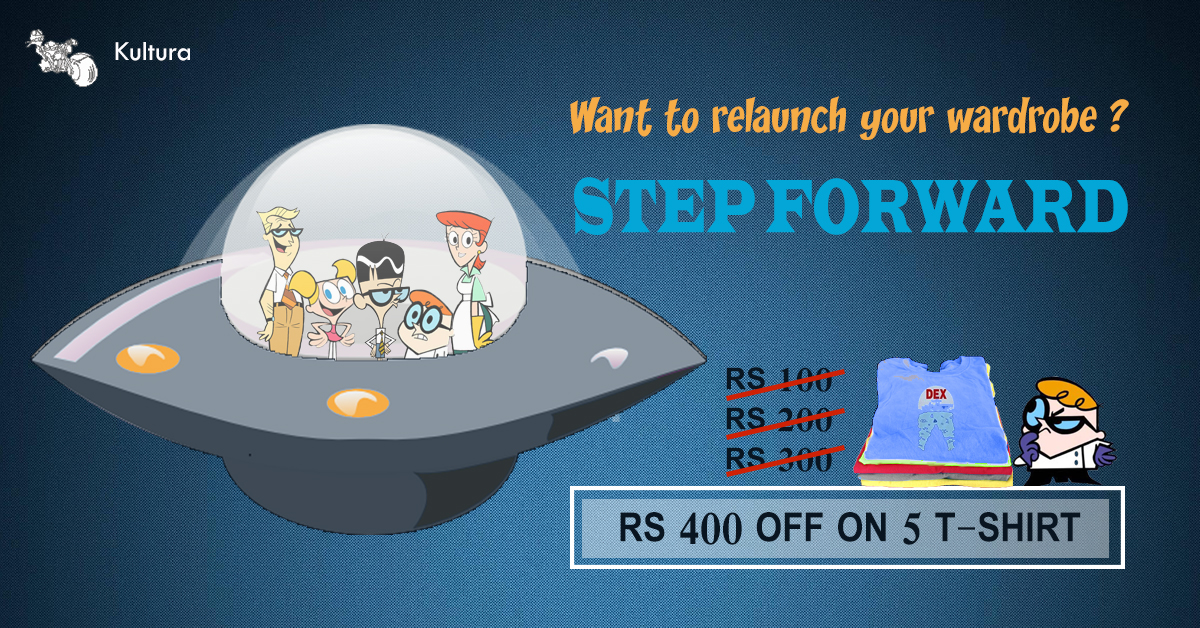 Kultura
Want to relaunch your wardrobe ?
STEP FORWARD
RS 100
RS 200
RS 300
DEX
RS 400 OFF ON 5 T-SHIRT